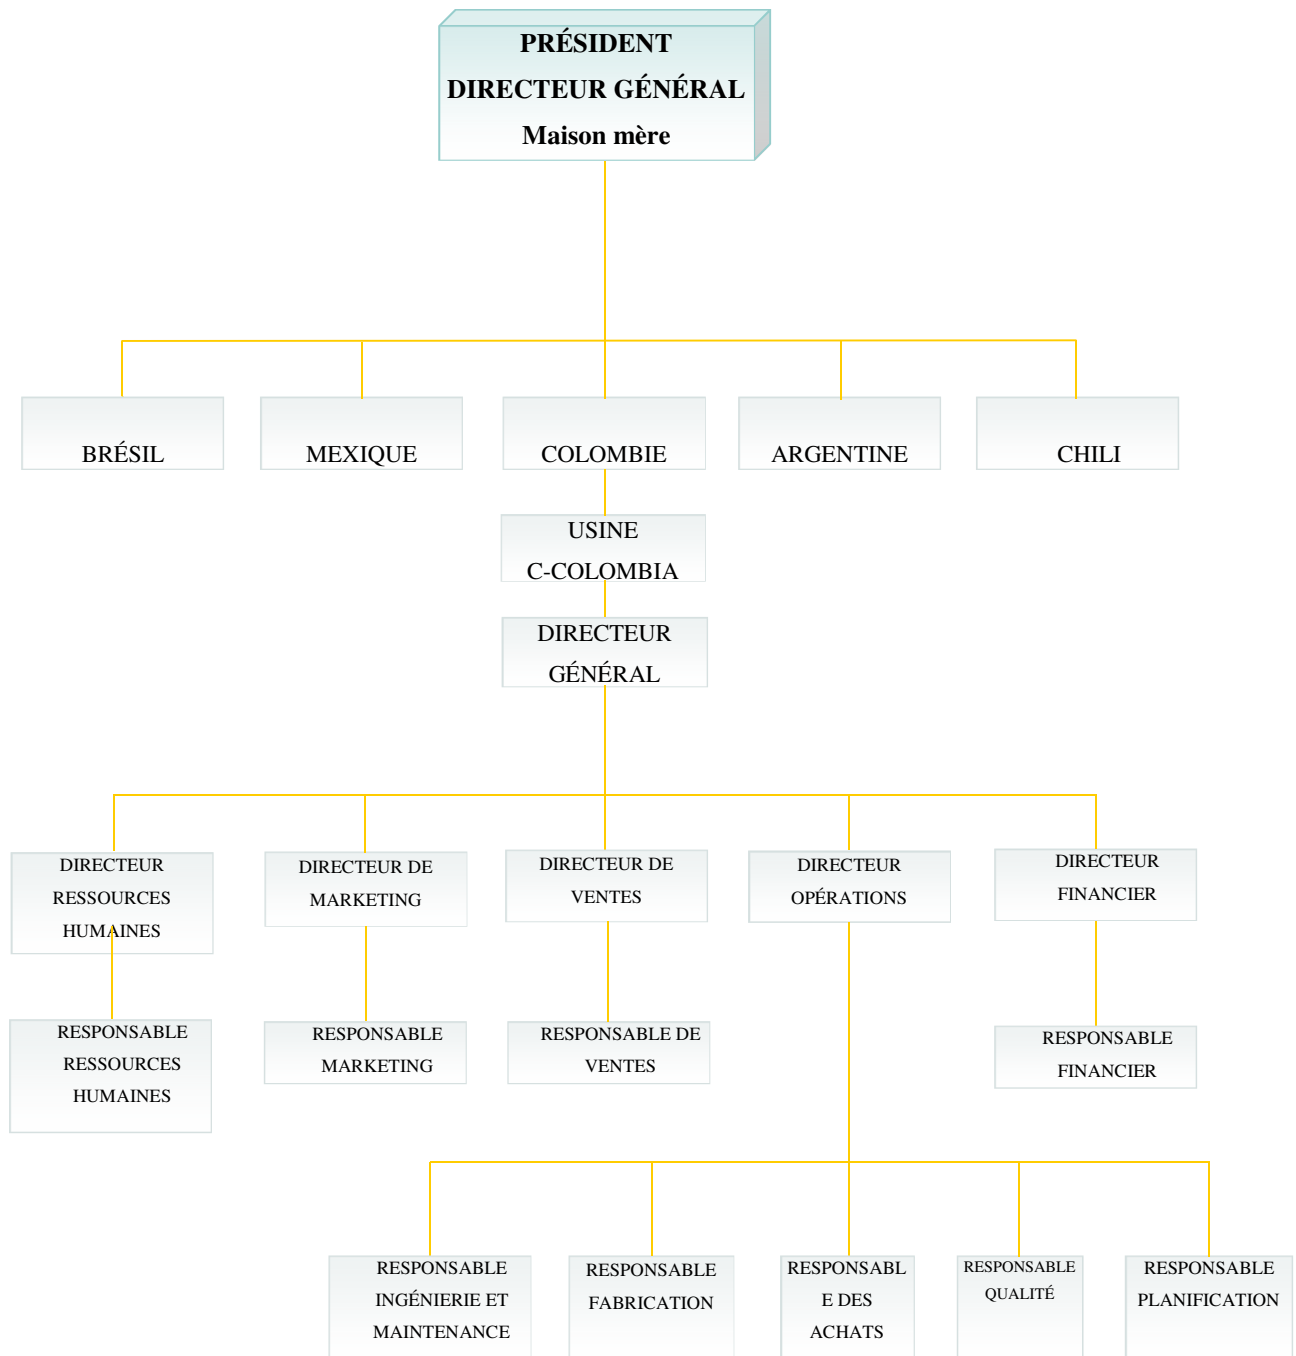 PRÉSIDENT
DIRECTEUR GÉNÉRAL
Maison mère
BRÉSIL
MEXIQUE
COLOMBIE
ARGENTINE
CHILI
USINE
C-COLOMBIA
DIRECTEUR
GÉNÉRAL
DIRECTEUR
RESSOURCES
HUMAINES
DIRECTEUR DE
MARKETING
DIRECTEUR DE
VENTES
DIRECTEUR
OPÉRATIONS
DIRECTEUR
FINANCIER
RESPONSABLE
RESSOURCES
HUMAINES
RESPONSABLE
MARKETING
RESPONSABLE DE
VENTES
RESPONSABLE
FINANCIER
RESPONSABLE
INGÉNIERIE ET
MAINTENANCE
RESPONSABLE
FABRICATION
RESPONSABL
E DES
ACHATS
RESPONSABLE
QUALITÉ
RESPONSABLE
PLANIFICATION